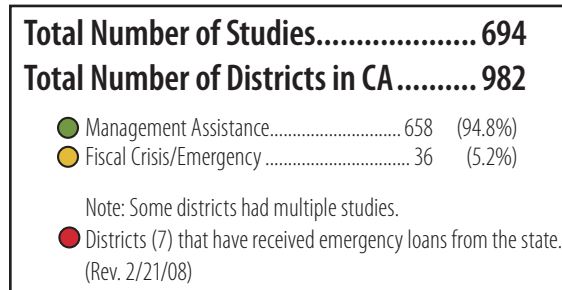 Total Number of Studies.................... 694
Total Number of Districts in CA.......... 982
Management Assistance............................ 658 (94.8%)
Fiscal Crisis/Emergency ............................... 36 (5.2%)
Note: Some districts had multiple studies.
Districts (7) that have received emergency loans from the state.
(Rev. 2/21/08)